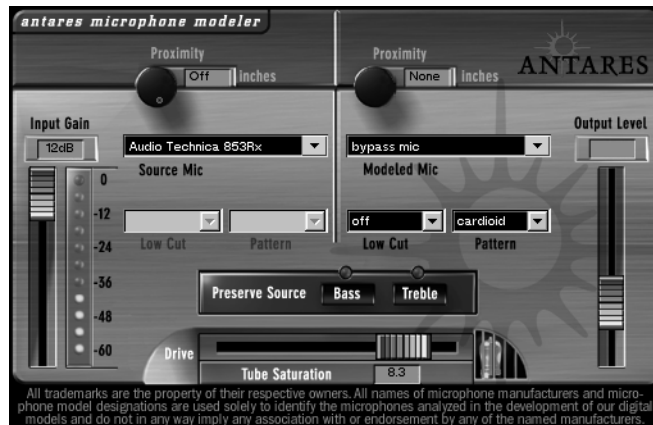 antares microphone modeler
Proximity
Off inches
Proximity
None inches
ANTARES
Input Gain
12dB
Audio Technica 853Rx
Source Mic
bypass mic
Modeled Mic
Output Level
0
-12
-24
-36
-48
-60
Low Cut Pattern
off cardioid
Low Cut Pattern
Preserve Source Bass Treble
Drive
Tube Saturation 8.3
All trademarks are the property of their respective owners. All names of microphone manufacturers and micro-
phone model designations are used solely to identify the microphones analyzed in the development of our digital
models and do not in any way imply any association with or endorsement by any of the named manufacturers.